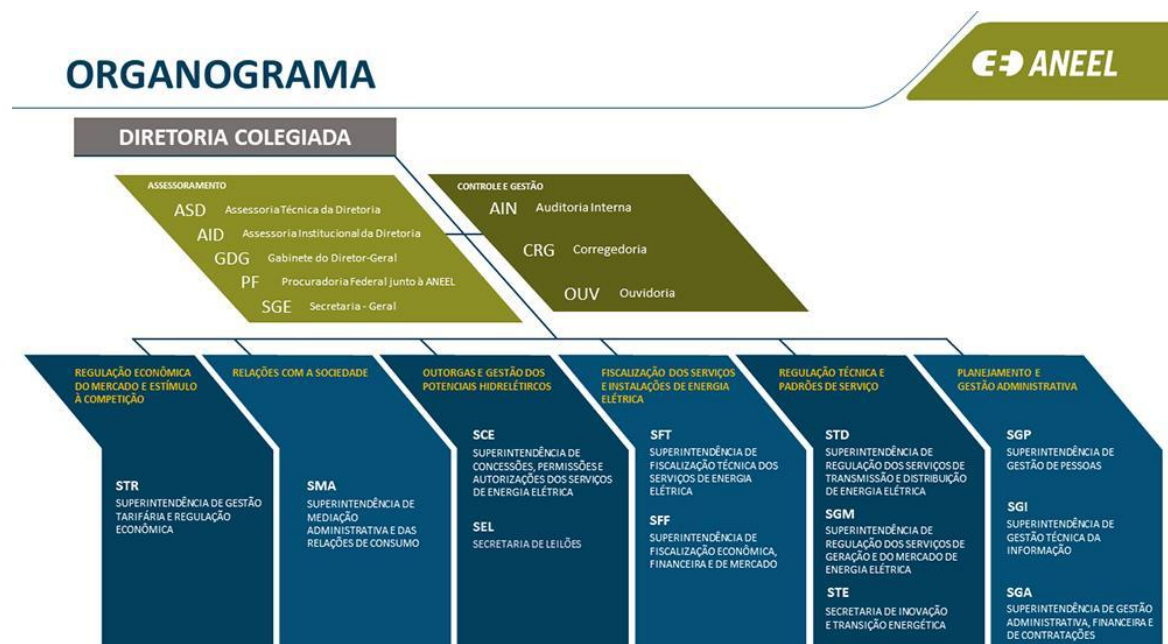 ORGANOGRAMA
ANEEL
DIRETORIA COLEGIADA
ASSESSORAMENTO
ASD Assessoria Técnica da Diretoria
AID Assessoria Institucional da Diretoria
GDG Gabinete do Diretor-Geral
PF Procuradoria Federal junto à ANEEL
SGE Secretaria - Geral
CONTROLE E GESTÃO
AIN Auditoria Interna
CRG Corregedoria
OUV Ouvidoria
REGULAÇÃO ECONÔMICA
DO MERCADO E ESTÍMULO
À COMPETIÇÃO
STR
SUPERINTENDÊNCIA DE GESTÃO
TARIFÁRIA E REGULAÇÃO
ECONÔMICA
RELAÇÕES COM A SOCIEDADE
SMA
SUPERINTENDÊNCIA DE
MEDIAÇÃO
ADMINISTRATIVA E DAS
RELAÇÕES DE CONSUMO
OUTORGAS E GESTÃO DOS
POTENCIAIS HIDRELÉTIRCOS
SCE
SUPERINTENDÊNCIA DE
CONCESSÕES, PERMISSÕES E
AUTORIZAÇÕES DOS SERVIÇOS
DE ENERGIA ELÉTRICA
SEL
SECRETARIA DE LEILÕES
FISCALIZAÇÃO DOS SERVIÇOS
E INSTALAÇÕES DE ENERGIA
ELÉTRICA
SFT
SUPERINTENDÊNCIA DE
FISCALIZAÇÃO TÉCNICA DOS
SERVIÇOS DE ENERGIA
ELÉTRICA
SFF
SUPERINTENDÊNCIA DE
FISCALIZAÇÃO ECONÔMICA,
FINANCEIRA E DE MERCADO
REGULAÇÃO TÉCNICA E
PADRÕES DE SERVIÇO
STD
SUPERINTENDÊNCIA DE
REGULAÇÃO DOS SERVIÇOS DE
TRANSMISSÃO E DISTRIBUIÇÃO
DE ENERGIA ELÉTRICA
SGM
SUPERINTENDÊNCIA DE
REGULAÇÃO DOS SERVIÇOS DE
GERAÇÃO E DO MERCADO DE
ENERGIA ELÉTRICA
STE
SECRETARIA DE INOVAÇÃO
E TRANSIÇÃO ENERGÉTICA
PLANEJAMENTO E
GESTÃO ADMINISTRATIVA
SGP
SUPERINTENDÊNCIA DE
GESTÃO DE PESSOAS
SGI
SUPERINTENDÊNCIA DE
GESTÃO TÉCNICA DA
INFORMAÇÃO
SGA
SUPERINTENDÊNCIA DE GESTÃO
ADMINISTRATIVA, FINANCEIRA E
DE CONTRATAÇÕES